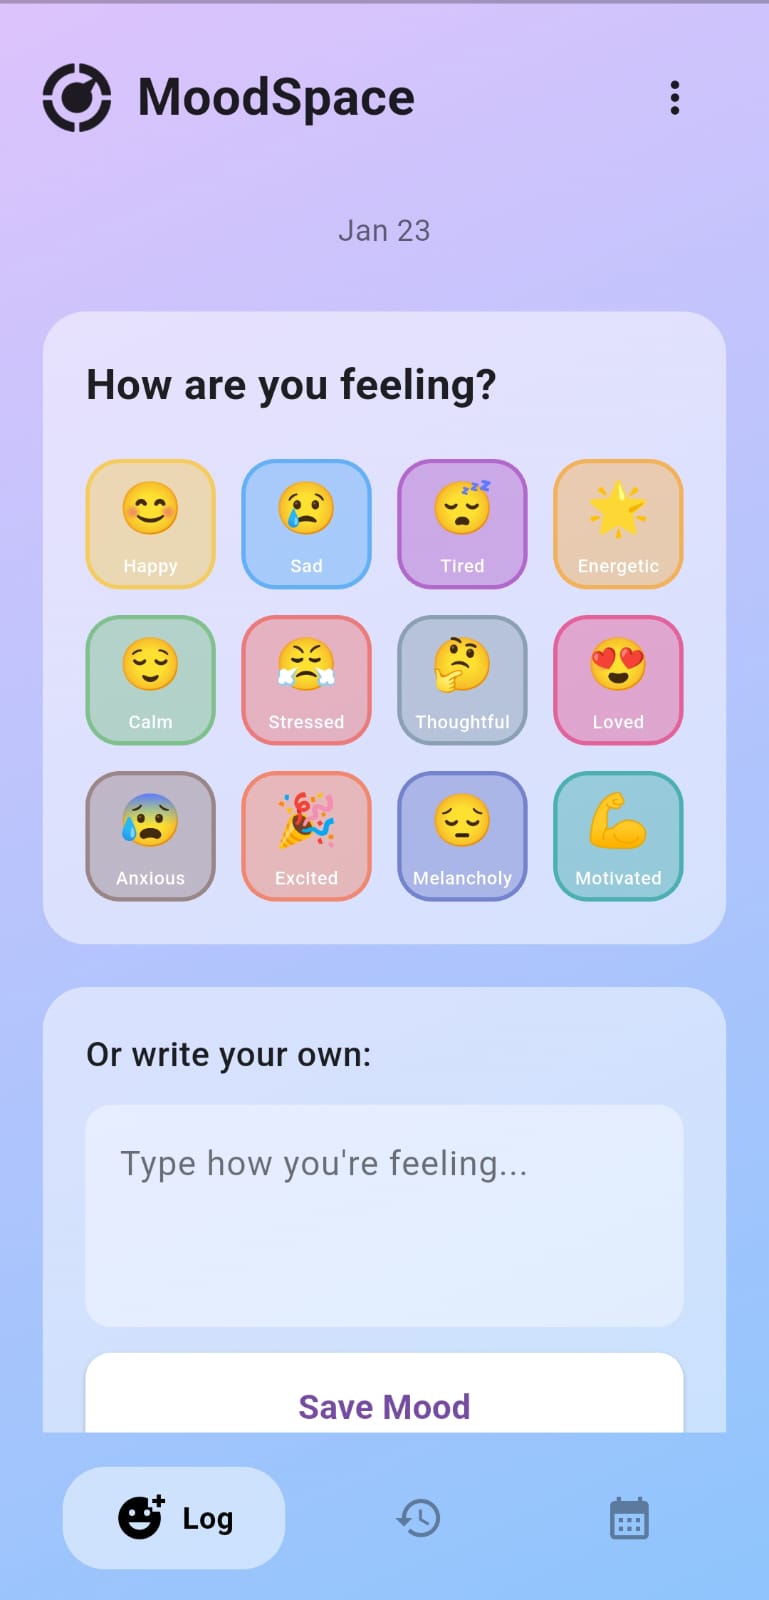 MoodSpace
Jan 23
How are you feeling?
Happy Sad Tired Energetic
Calm Stressed Thoughtful Loved
Anxious Excited Melancholy Motivated
Or write your own:
Type how you're feeling...
Save Mood
Log